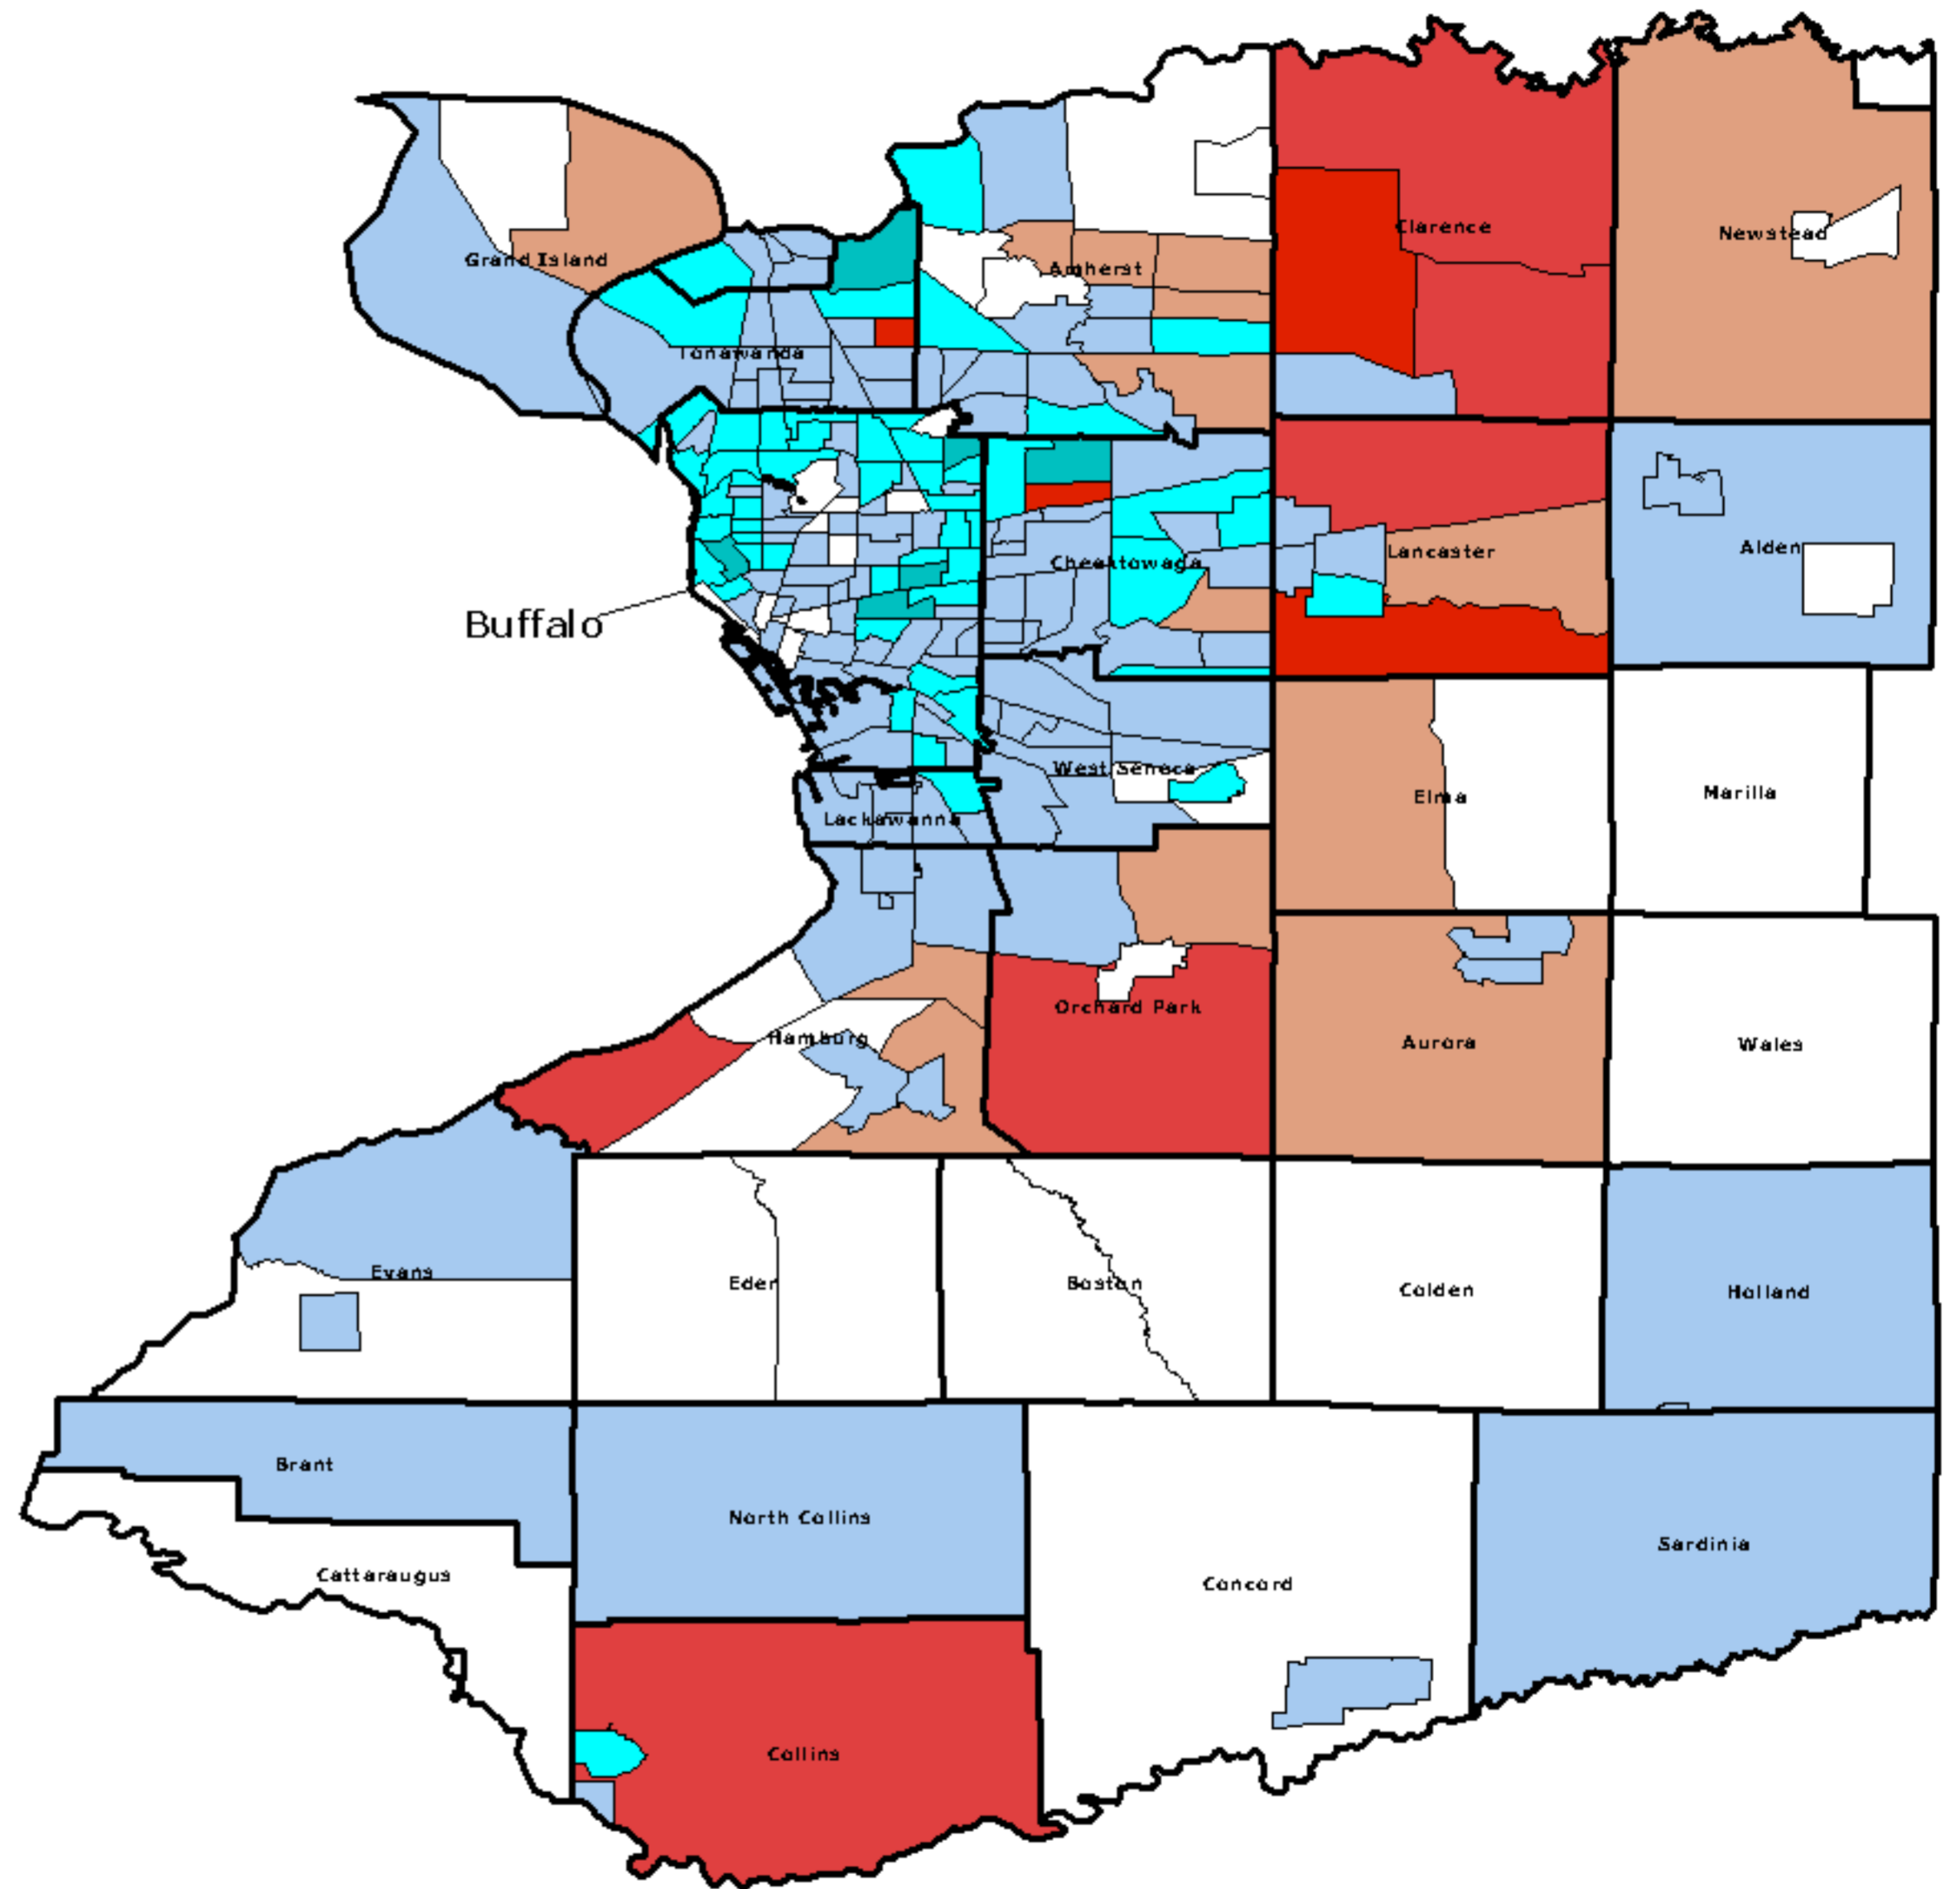 Clarence
Newstead
Grand Island
Amherst
Tonawanda
Alden
Lancaster
Cheektowaga
Buffalo
West Seneca
Elma
Marilla
Lackawanna
Orchard Park
Hamburg
Aurora
Wales
Evans
Eden
Boston
Colden
Holland
Brant
North Collins
Sardinia
Cattaraugus
Concord
Collins